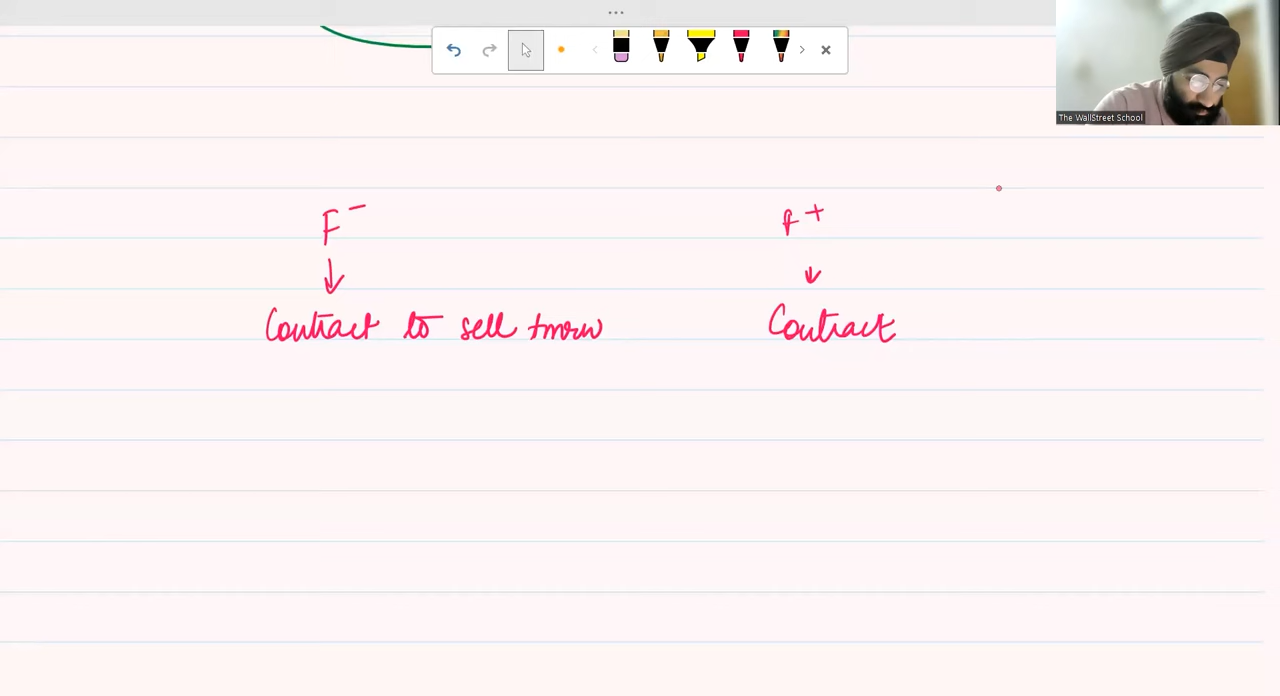 The WallStreet School
F⁻ F⁺
↓ ↓
Contract to sell tmrw Contract